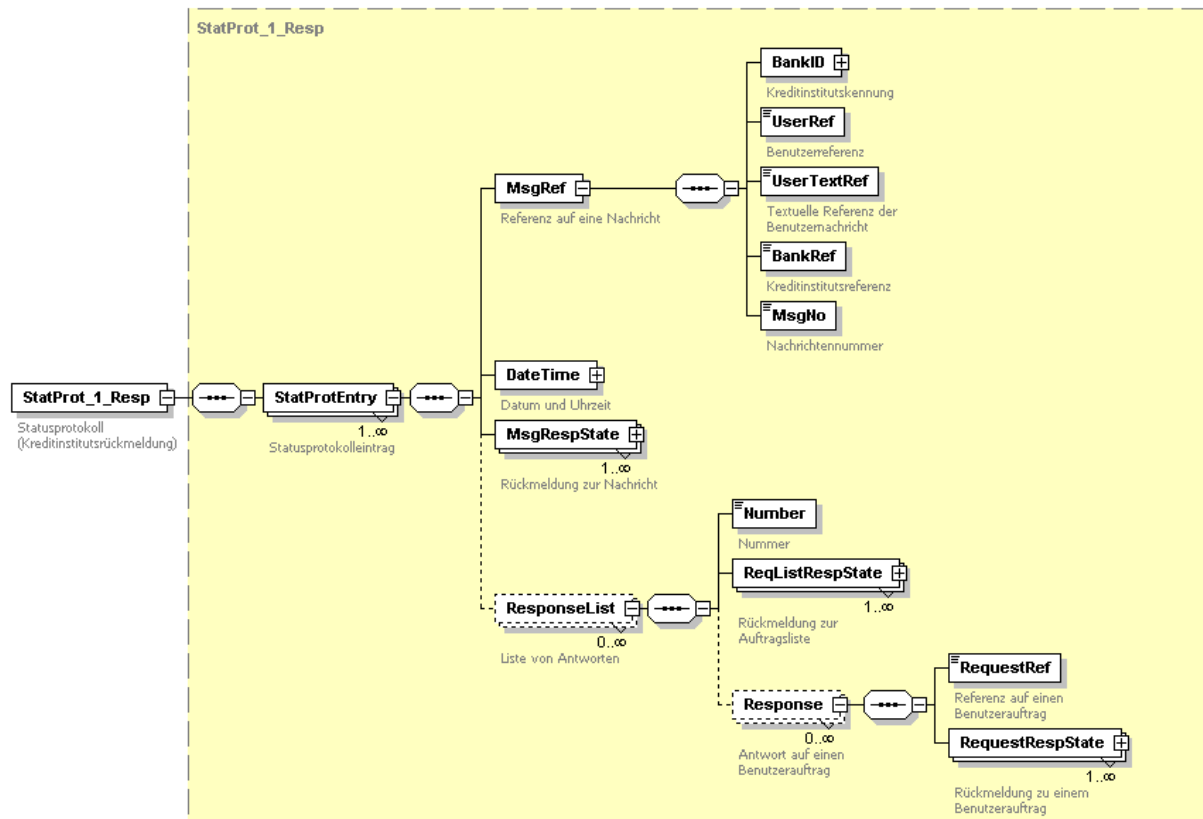 StatProt_1_Resp
BankID
Kreditinstitutskennung
UserRef
Benutzerreferenz
MsgRef
Referenz auf eine Nachricht
UserTextRef
Textuelle Referenz der
Benutzernachricht
BankRef
Kreditinstitutsreferenz
MsgNo
Nachrichtennummer
StatProt_1_Resp
Statusprotokoll
(Kreditinstitutsrückmeldung)
StatProtEntry
1..∞
Statusprotokolleintrag
DateTime
Datum und Uhrzeit
MsgRespState
1..∞
Rückmeldung zur Nachricht
ResponseList
0..∞
Liste von Antworten
Number
Nummer
ReqListRespState
1..∞
Rückmeldung zur
Auftragsliste
Response
0..∞
Antwort auf einen
Benutzerauftrag
RequestRef
Referenz auf einen
Benutzerauftrag
RequestRespState
1..∞
Rückmeldung zu einem
Benutzerauftrag